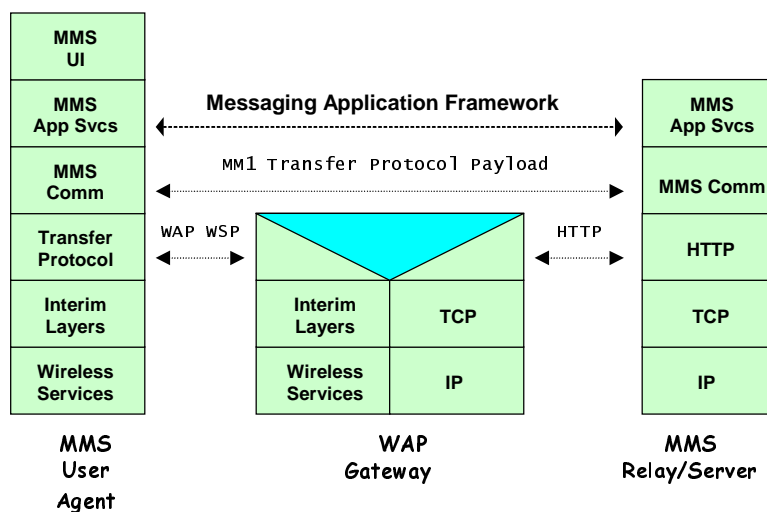 MMS
UI
MMS
App Svcs
MMS
Comm
Transfer
Protocol
Interim
Layers
Wireless
Services
MMS
User
Agent
Messaging Application Framework
MM1 Transfer Protocol Payload
WAP WSP
HTTP
Interim
Layers
TCP
Wireless
Services
IP
WAP
Gateway
MMS
App Svcs
MMS Comm
HTTP
TCP
IP
MMS
Relay/Server